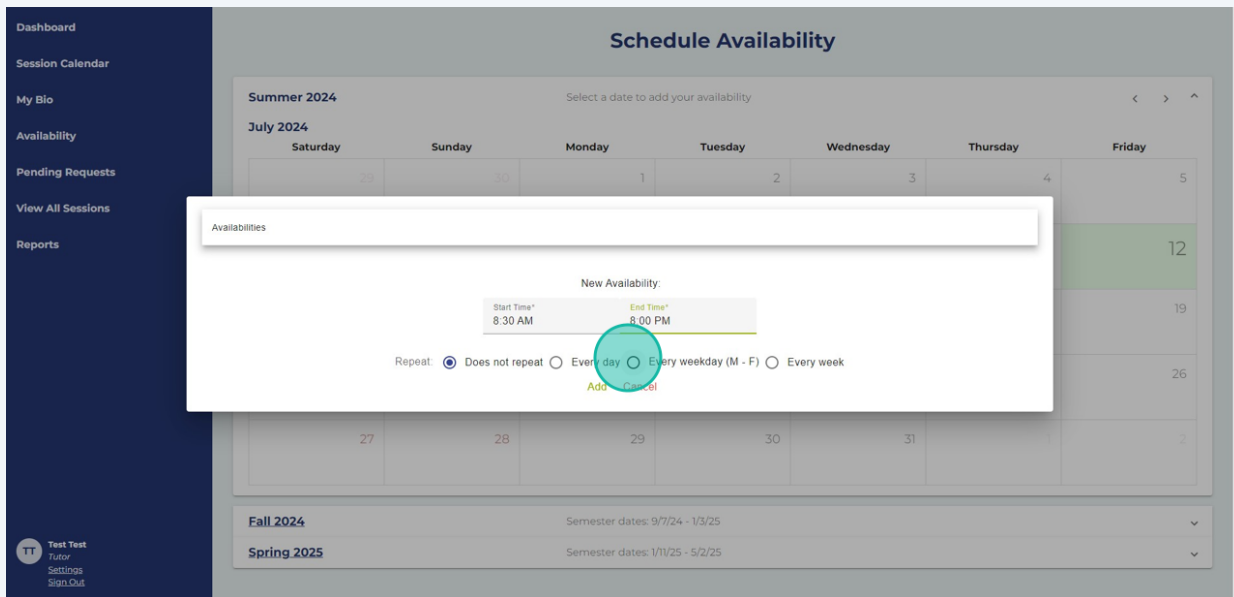 Dashboard
Session Calendar
My Bio
Availability
Pending Requests
View All Sessions
Reports
TT
Test Test
Tutor
Settings
Sign Out
Schedule Availability
Summer 2024 Select a date to add your availability
July 2024
Saturday Sunday Monday Tuesday Wednesday Thursday Friday
29 30 1 2 3 4 5
12
19
26
27 28 29 30 31 1 2
Availabilities
New Availability:
Start Time* End Time*
8:30 AM 8:00 PM
Repeat: Does not repeat Every day Every weekday (M - F) Every week
Add Cancel
Fall 2024 Semester dates: 9/7/24 - 1/3/25
Spring 2025 Semester dates: 1/11/25 - 5/2/25